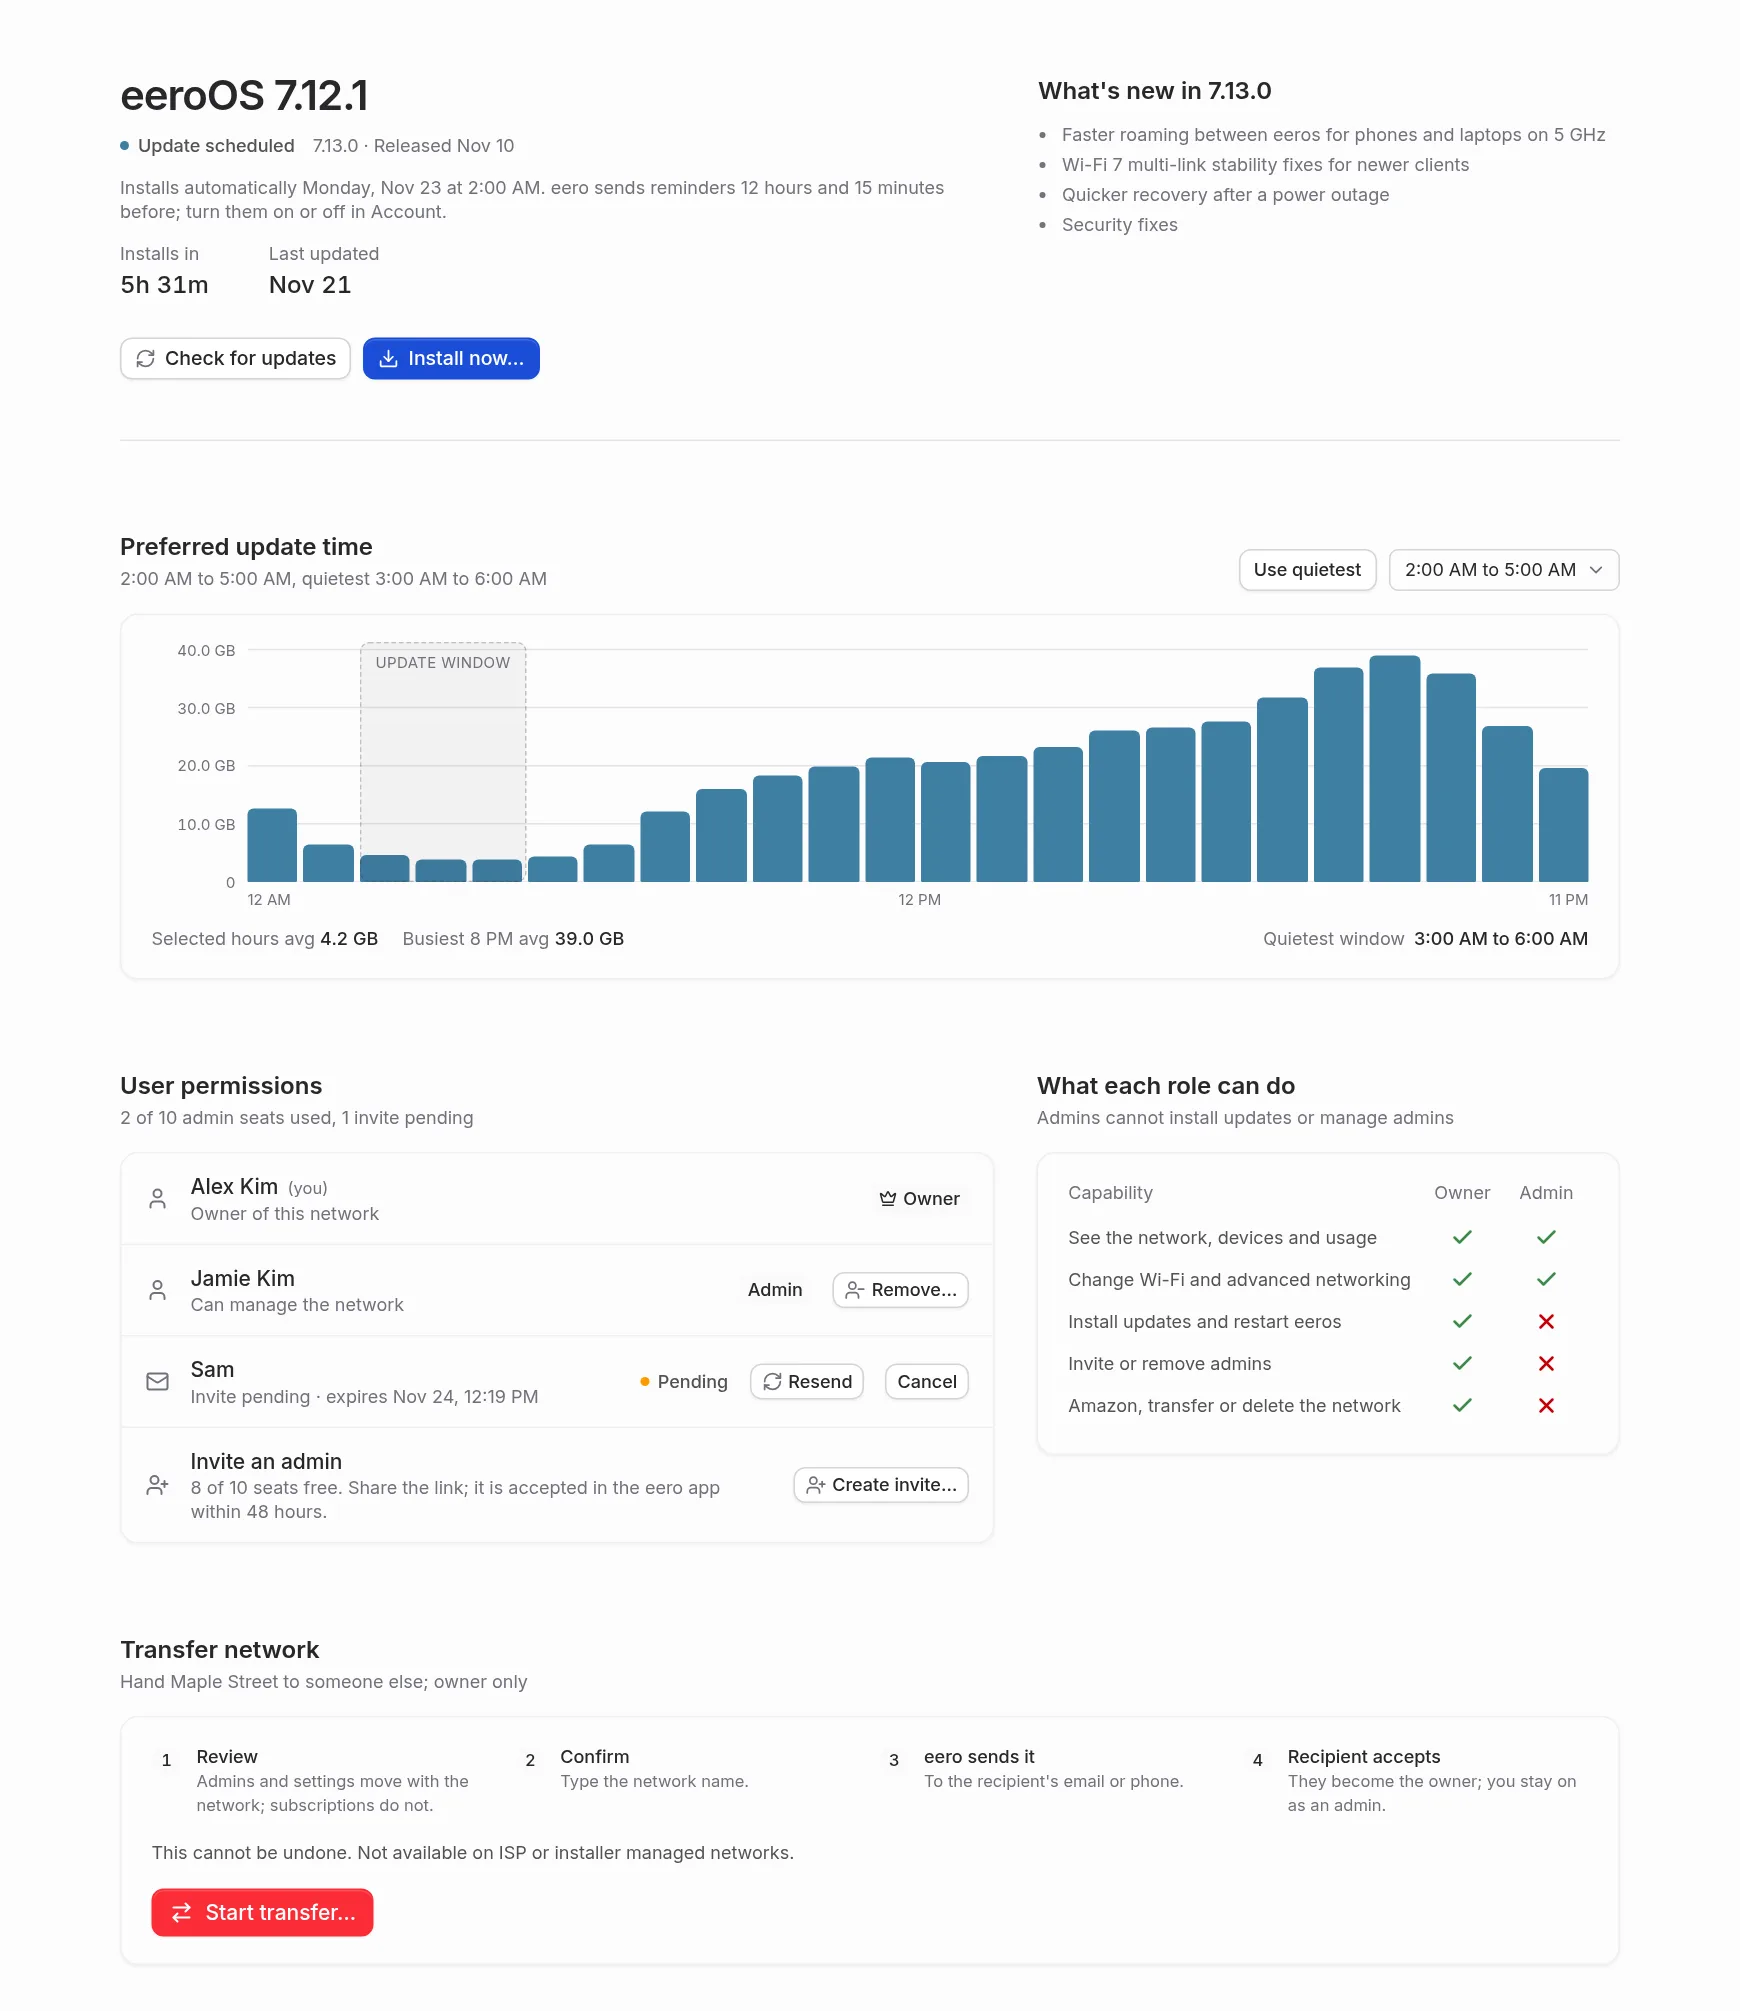 eeroOS 7.12.1
Update scheduled 7.13.0 · Released Nov 10
Installs automatically Monday, Nov 23 at 2:00 AM. eero sends reminders 12 hours and 15 minutes
before; turn them on or off in Account.
Installs in
5h 31m
Last updated
Nov 21
Check for updates
Install now...
What's new in 7.13.0
• Faster roaming between eeros for phones and laptops on 5 GHz
• Wi-Fi 7 multi-link stability fixes for newer clients
• Quicker recovery after a power outage
• Security fixes
Preferred update time
2:00 AM to 5:00 AM, quietest 3:00 AM to 6:00 AM
Use quietest
2:00 AM to 5:00 AM
40.0 GB
30.0 GB
20.0 GB
10.0 GB
0
UPDATE WINDOW
12 AM
12 PM
11 PM
Selected hours avg 4.2 GB
Busiest 8 PM avg 39.0 GB
Quietest window 3:00 AM to 6:00 AM
User permissions
2 of 10 admin seats used, 1 invite pending
Alex Kim (you)
Owner of this network
Owner
Jamie Kim
Can manage the network
Admin
Remove...
Sam
Invite pending · expires Nov 24, 12:19 PM
Pending
Resend
Cancel
Invite an admin
8 of 10 seats free. Share the link; it is accepted in the eero app
within 48 hours.
Create invite...
What each role can do
Admins cannot install updates or manage admins
Capability Owner Admin
See the network, devices and usage
Change Wi-Fi and advanced networking
Install updates and restart eeros
Invite or remove admins
Amazon, transfer or delete the network
Transfer network
Hand Maple Street to someone else; owner only
1 Review
Admins and settings move with the
network; subscriptions do not.
2 Confirm
Type the network name.
3 eero sends it
To the recipient's email or phone.
4 Recipient accepts
They become the owner; you stay on
as an admin.
This cannot be undone. Not available on ISP or installer managed networks.
Start transfer...